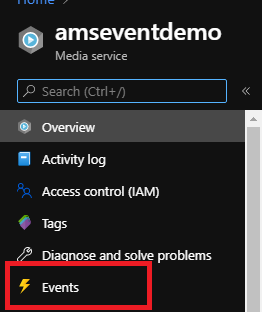 Home
amseventdemo
Media service
Search (Ctrl+/)
«
Overview
Activity log
Access control (IAM)
Tags
Diagnose and solve problems
Events